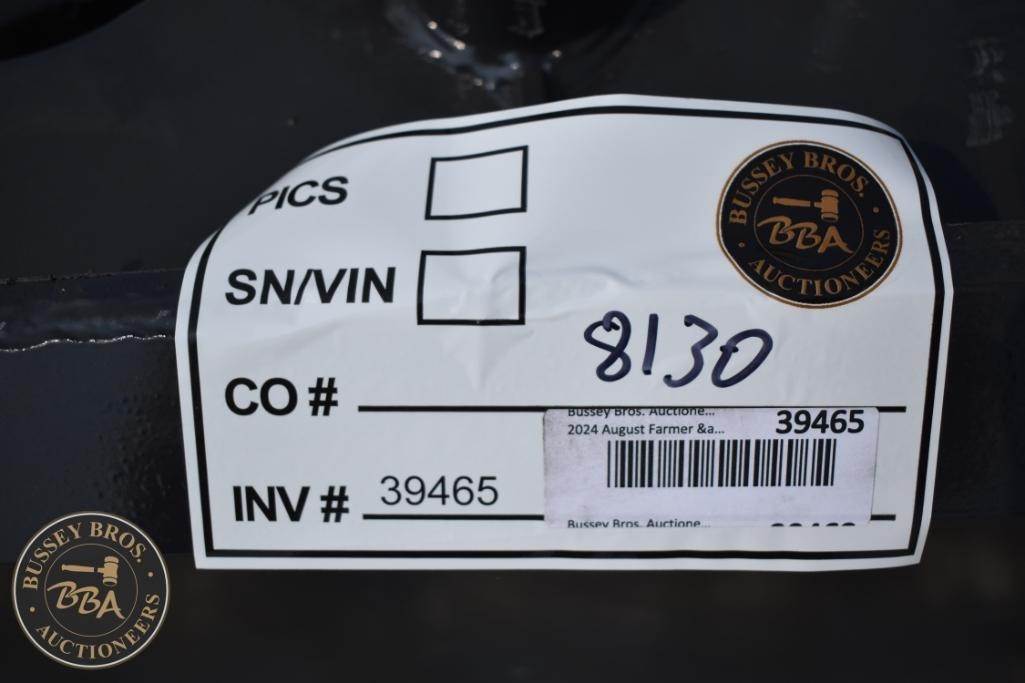 PICS
BUSSEY BROS.
BBA
AUCTIONEERS
SN/VIN
8130
CO #
Bussey Bros. Auctione...
39465
2024 August Farmer &a...
INV # 39465
Bussey Bros. Auctione...
BUSSEY BROS.
BBA
AUCTIONEERS